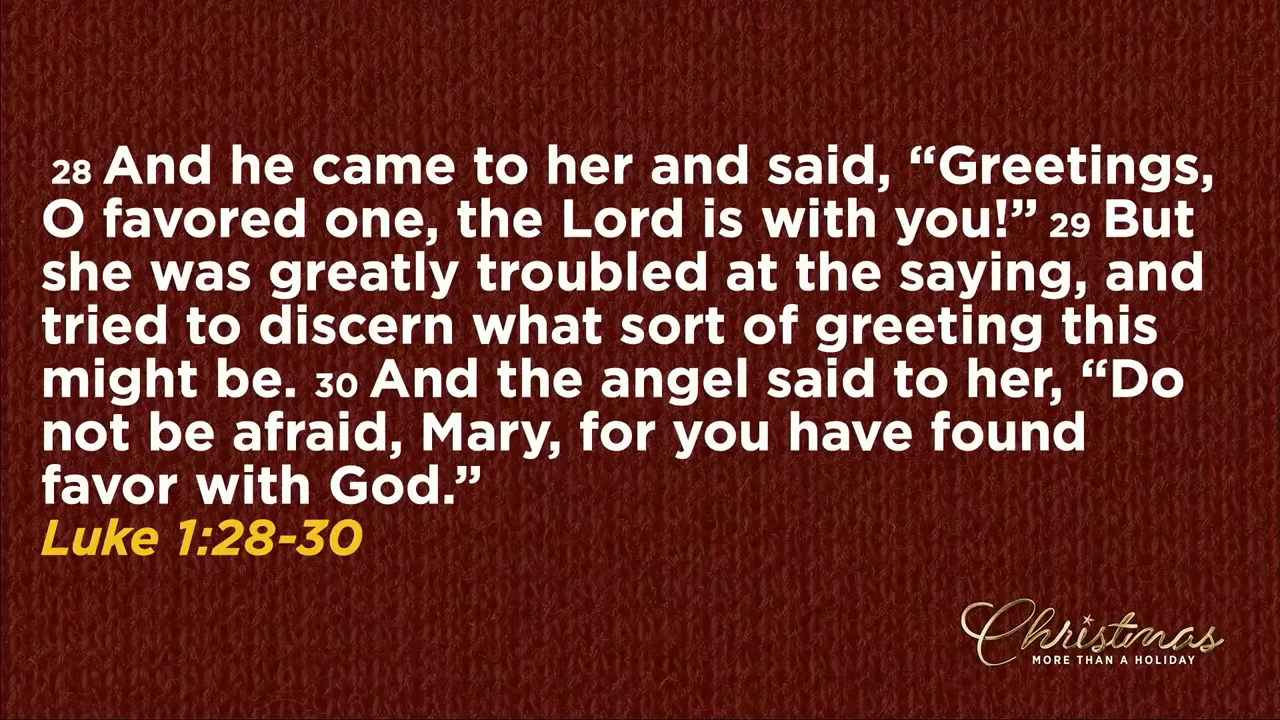 28 And he came to her and said, “Greetings,
O favored one, the Lord is with you!” 29 But
she was greatly troubled at the saying, and
tried to discern what sort of greeting this
might be. 30 And the angel said to her, “Do
not be afraid, Mary, for you have found
favor with God.”
Luke 1:28-30
Christmas
MORE THAN A HOLIDAY